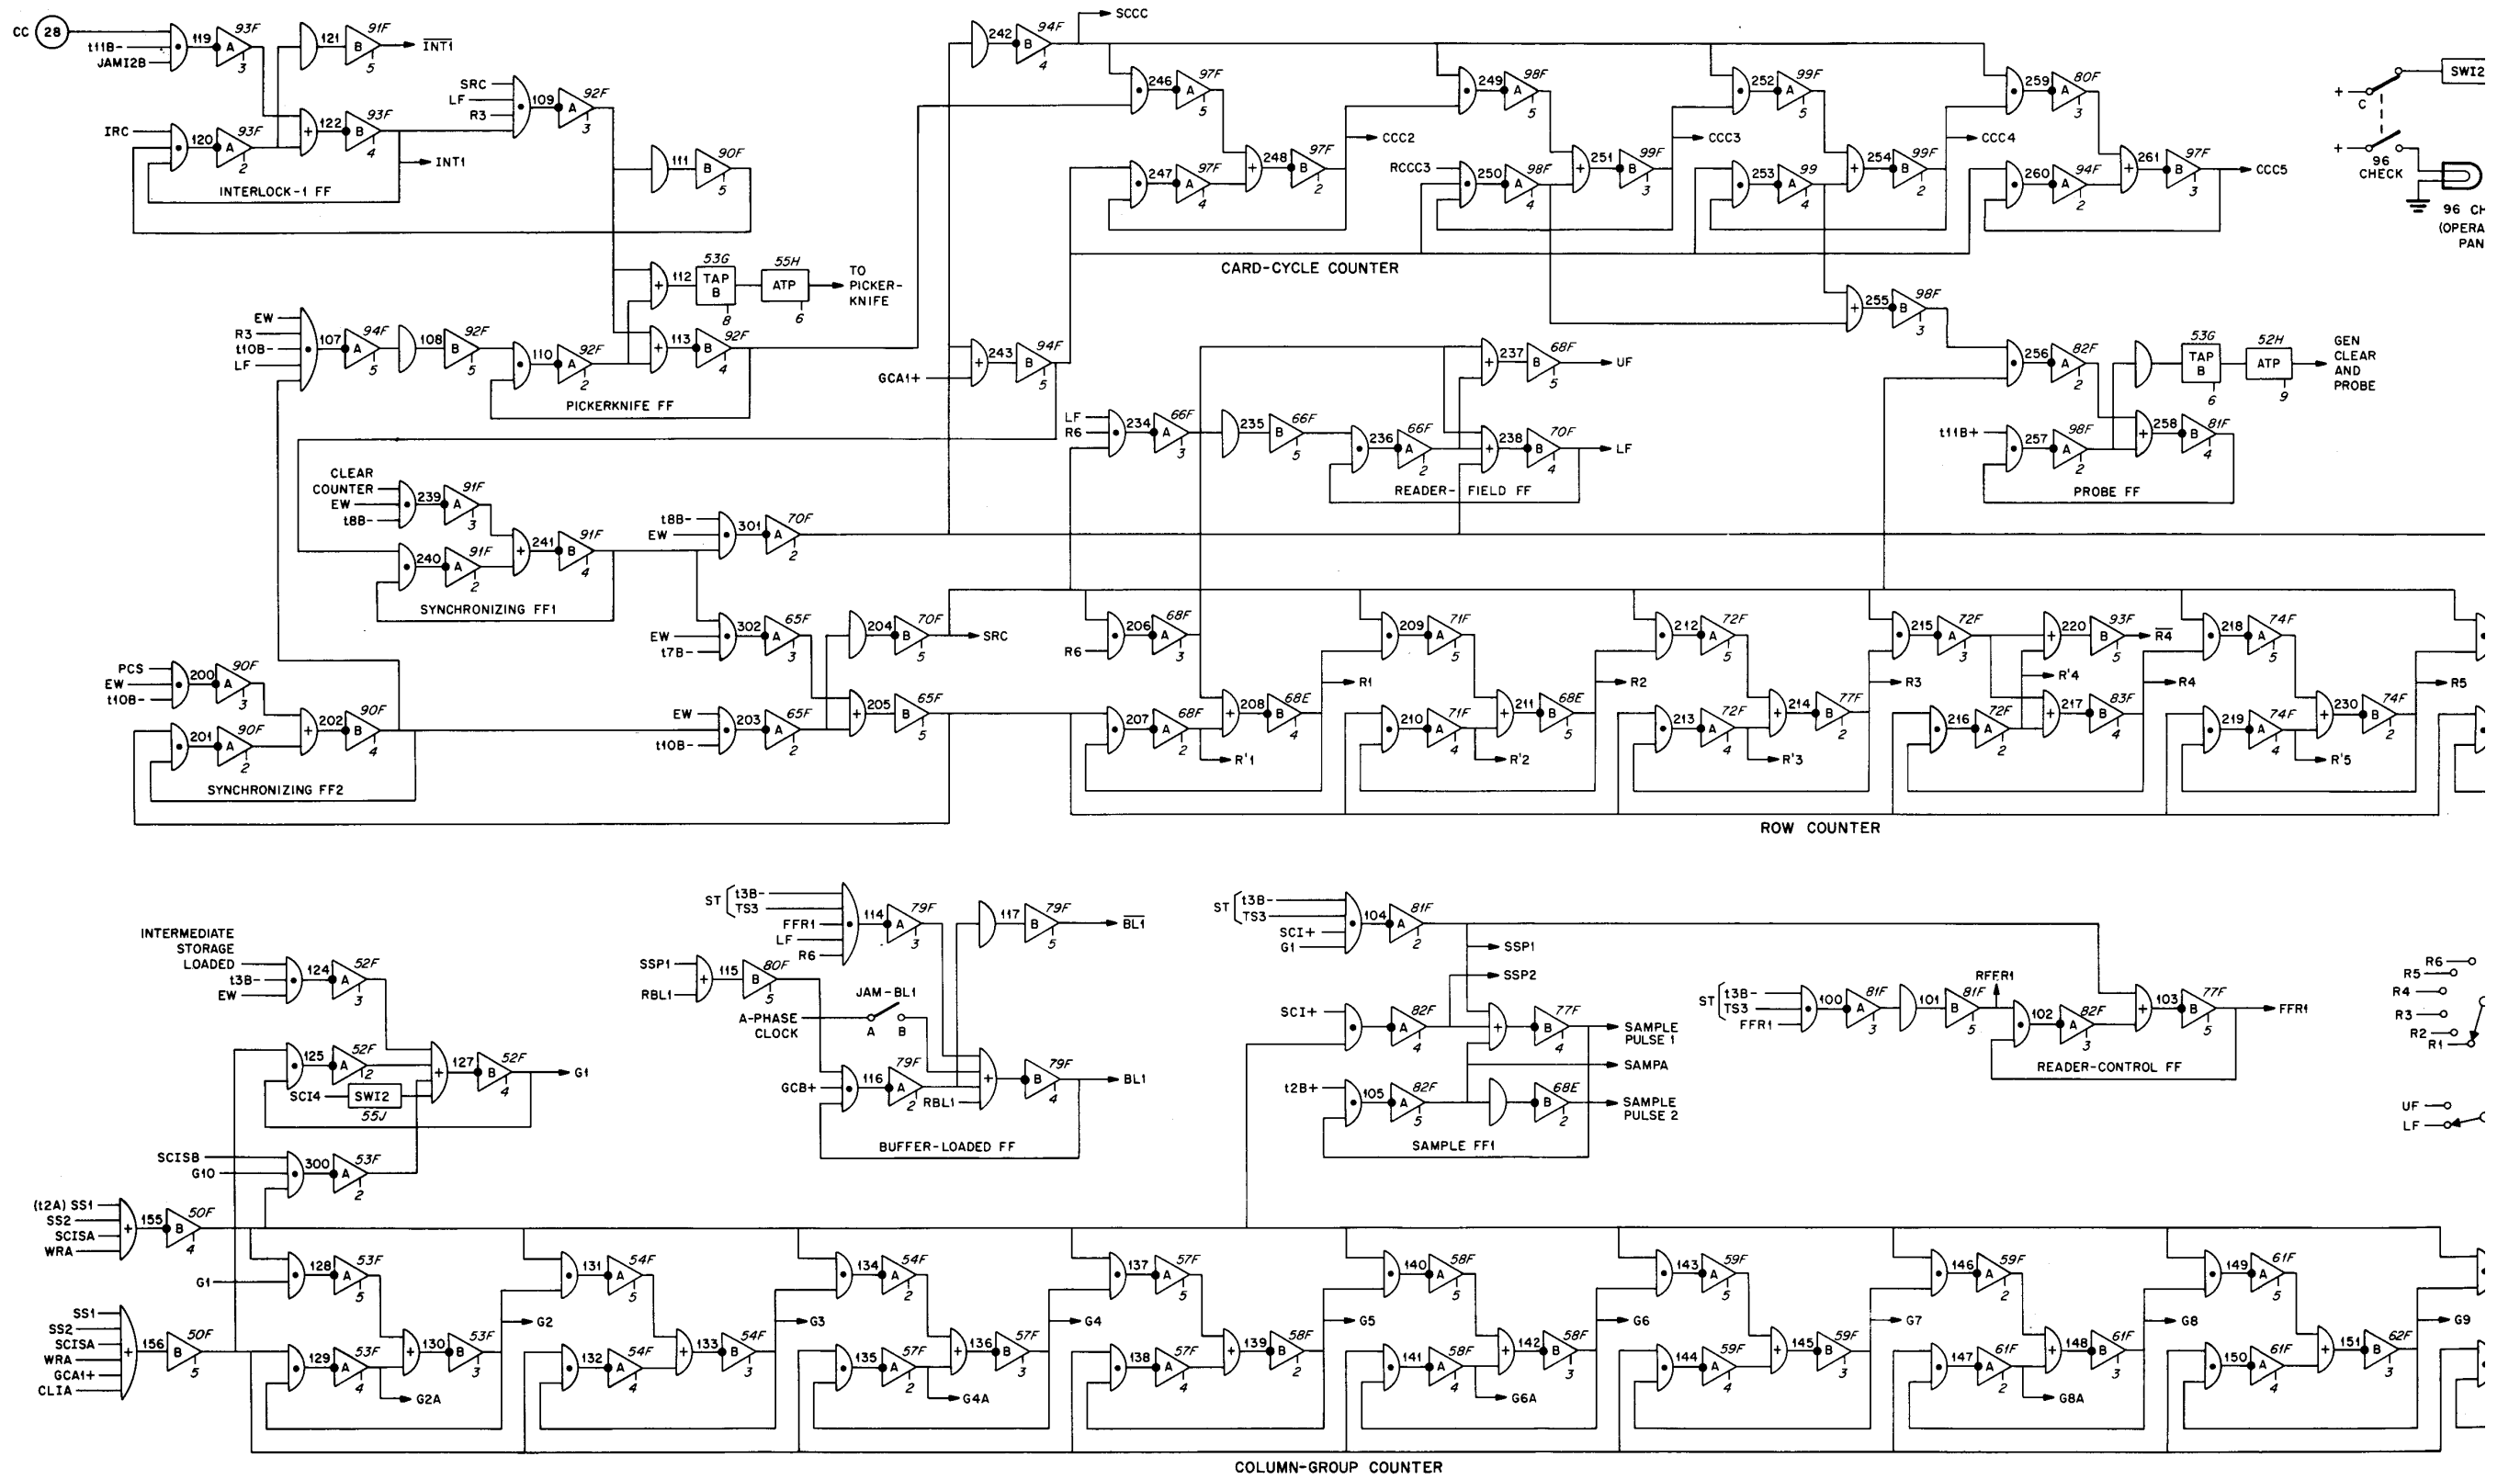 CC 28
t11B-
JAMI2B
119 A 93F 3
121 B 91F 5
INT1
IRC
120 A 93F 2
122 B 93F 4
INT1
INTERLOCK-1 FF
SRC
LF
R3
109 A 92F 3
111 B 90F 5
112
53G TAP B 8
55H ATP 6
TO PICKER-KNIFE
EW
R3
t10B-
LF
107 A 94F 5
108 B 92F 5
110 A 92F 2
113 B 92F 4
PICKERKNIFE FF
242 B 94F 4
SCCC
246 A 97F 5
247 A 97F 4
248 B 97F 2
CCC2
249 A 98F 5
RCCC3
250 A 98F 4
251 B 99F 3
CCC3
252 A 99F 5
253 A 99 4
254 B 99F 2
CCC4
259 A 80F 3
260 A 94F 2
261 B 97F 3
CCC5
CARD-CYCLE COUNTER
+ C SWI2
+ 96 CHECK
96 CH
(OPERA
PAN
GCA1+
243 B 94F 5
LF
R6
234 A 66F 3
235 B 66F 5
236 A 66F 2
237 B 68F 5
UF
238 B 70F 4
LF
READER-FIELD FF
255 B 98F 3
256 A 82F 2
53G TAP B 6
52H ATP 9
GEN CLEAR AND PROBE
t11B+
257 A 98F 2
258 B 81F 4
PROBE FF
CLEAR COUNTER
EW
t8B-
239 A 91F 3
240 A 91F 2
241 B 91F 4
SYNCHRONIZING FF1
t8B-
EW
301 A 70F 2
EW
t7B-
302 A 65F 3
204 B 70F 5
SRC
PCS
EW
t10B-
200 A 90F 3
201 A 90F 2
202 B 90F 4
SYNCHRONIZING FF2
EW
t10B-
203 A 65F 2
205 B 65F 5
R6
206 A 68F 3
207 A 68F 2
208 B 68E 4
R1
R'1
209 A 71F 5
210 A 71F 4
211 B 68E 5
R2
R'2
212 A 72F 5
213 A 72F 4
214 B 77F 2
R3
R'3
215 A 72F 3
220 B 93F 5
R4
R'4
216 A 72F 2
217 B 83F 4
R4
218 A 74F 5
219 A 74F 4
230 B 74F 2
R5
R'5
ROW COUNTER
INTERMEDIATE STORAGE LOADED
t3B-
EW
124 A 52F 3
125 A 52F 2
SCI4 SWI2 55J
127 B 52F 4
G1
SCISB
G10
300 A 53F 2
ST t3B- TS3
FFR1
LF
R6
114 A 79F 3
117 B 79F 5
BL1
SSP1
RBL1
115 B 80F 5
JAM-BL1
A-PHASE CLOCK
A B
GCB+
116 A 79F 2
RBL1
B 79F 4
BL1
BUFFER-LOADED FF
ST t3B- TS3
SCI+
G1
104 A 81F 2
SSP1
SSP2
SCI+
A 82F 4
B 77F 4
SAMPLE PULSE 1
SAMPA
t2B+
105 A 82F 5
B 68E 2
SAMPLE PULSE 2
SAMPLE FF1
ST t3B- TS3
FFR1
100 A 81F 3
101 B 81F 5
RFFR1
102 A 82F 3
103 B 77F 5
FFR1
READER-CONTROL FF
R6
R5
R4
R3
R2
R1
UF
LF
(t2A) SS1
SS2
SCISA
WRA
155 B 50F 4
SS1
SS2
SCISA
WRA
GCA1+
CLIA
156 B 50F 5
G1
128 A 53F 5
129 A 53F 4
130 B 53F 3
G2
G2A
131 A 54F 5
132 A 54F 4
133 B 54F 3
G3
134 A 54F 2
135 A 57F 2
136 B 57F 3
G4
G4A
137 A 57F 5
138 A 57F 4
139 B 58F 2
G5
140 A 58F 5
141 A 58F 4
142 B 58F 3
G6
G6A
143 A 59F 5
144 A 59F 4
145 B 59F 3
G7
146 A 59F 2
147 A 61F 2
148 B 61F 3
G8
G8A
149 A 61F 5
150 A 61F 4
151 B 62F 3
G9
COLUMN-GROUP COUNTER